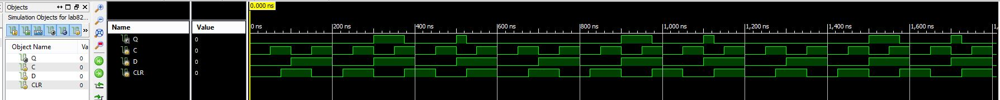 Objects
Simulation Objects for lab82...
Object Name Va
Q 0
C 0
D 0
CLR 0
Name Value
Q 0
C 0
D 0
CLR 0
0.000 ns
0 ns 200 ns 400 ns 600 ns 800 ns 1,000 ns 1,200 ns 1,400 ns 1,600 ns 1,